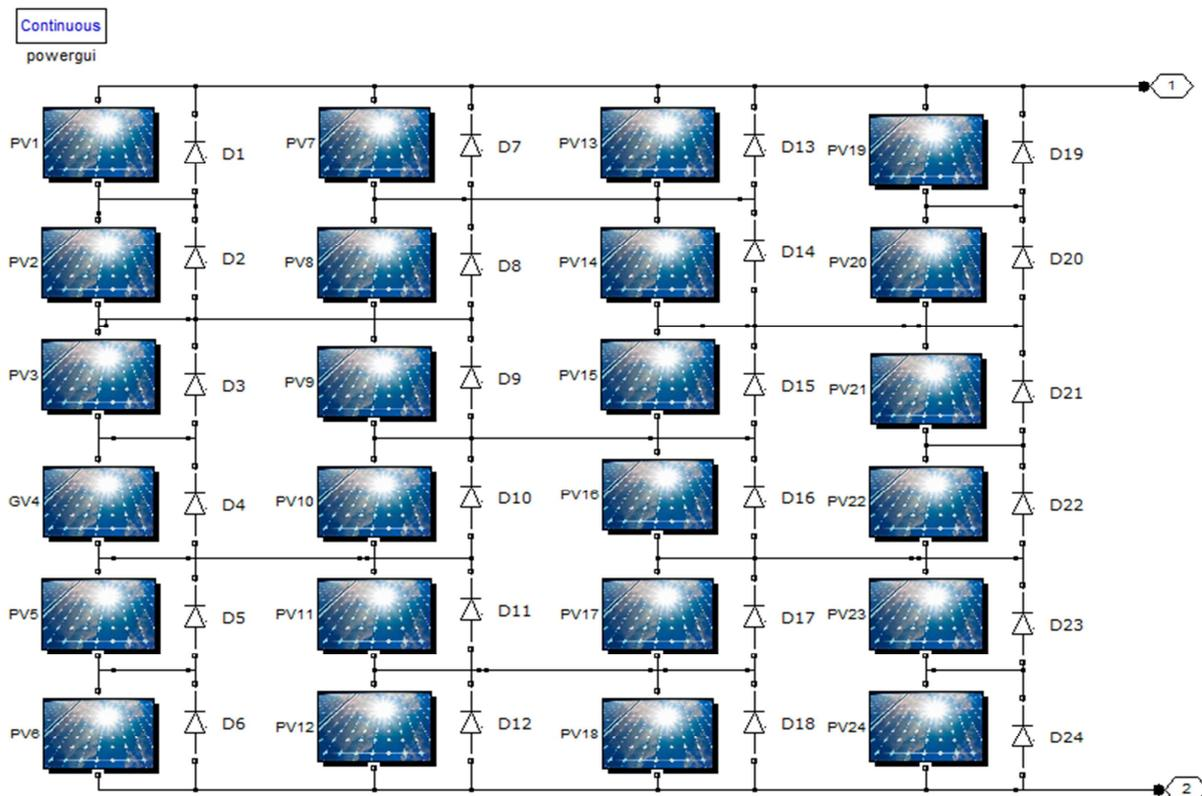 Continuous
powergui
1
PV1 D1 PV7 D7 PV13 D13 PV19 D19
PV2 D2 PV8 D8 PV14 D14 PV20 D20
PV3 D3 PV9 D9 PV15 D15 PV21 D21
GV4 D4 PV10 D10 PV16 D16 PV22 D22
PV5 D5 PV11 D11 PV17 D17 PV23 D23
PV6 D6 PV12 D12 PV18 D18 PV24 D24
2